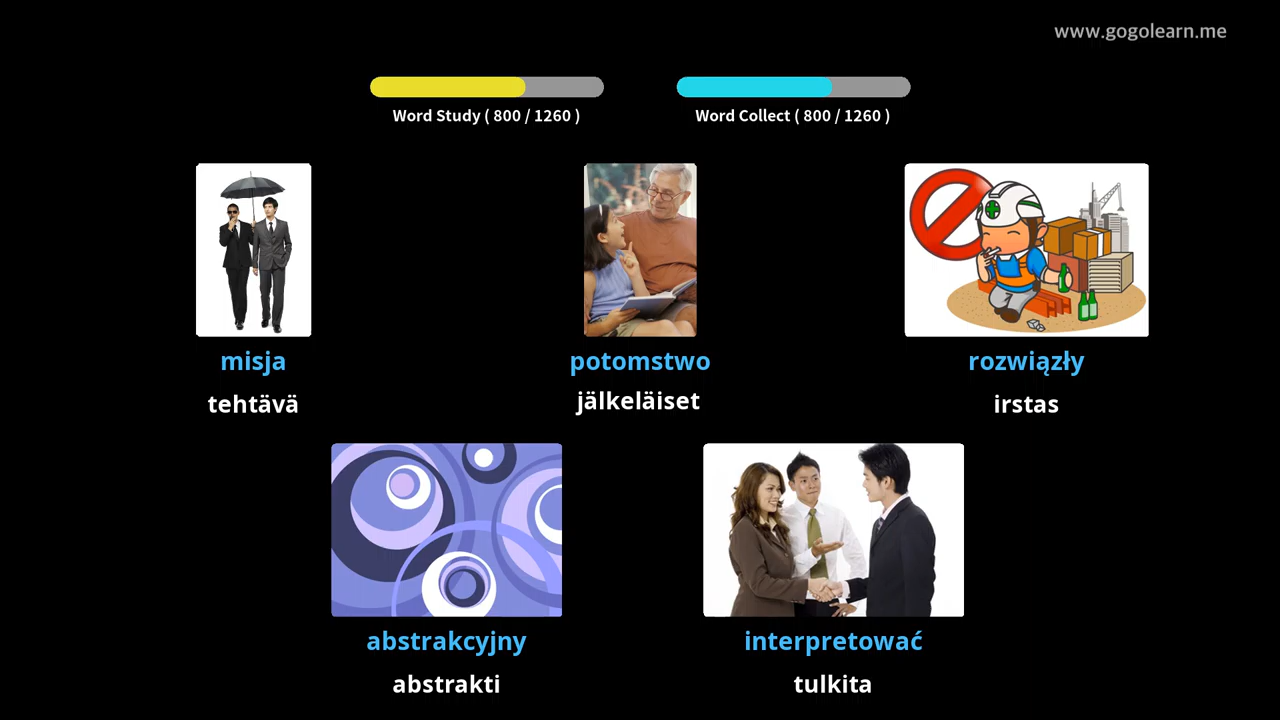 www.gogolearn.me
Word Study ( 800 / 1260 )
Word Collect ( 800 / 1260 )
misja
tehtävä
potomstwo
jälkeläiset
rozwiązły
irstas
abstrakcyjny
abstrakti
interpretować
tulkita